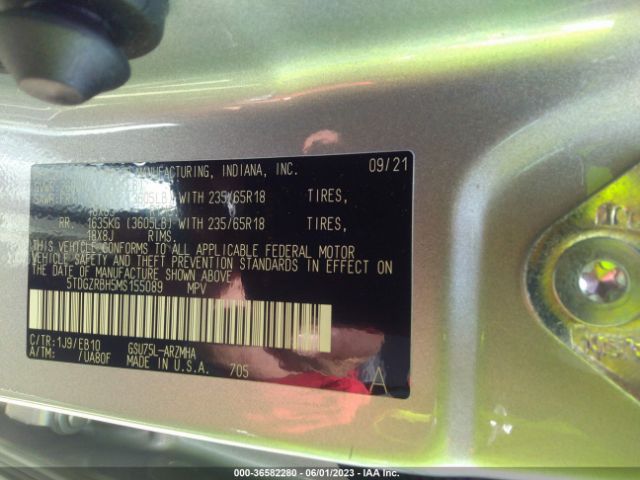 MANUFACTURING, INDIANA, INC. 09/21
(3605LB) WITH 235/65R18 TIRES,
18X8J
RR. 1635KG (3605LB) WITH 235/65R18 TIRES,
18X8J RIMS.
THIS VEHICLE CONFORMS TO ALL APPLICABLE FEDERAL MOTOR
VEHICLE SAFETY AND THEFT PREVENTION STANDARDS IN EFFECT
ON THE DATE OF MANUFACTURE SHOWN ABOVE
5TDGZRBH5MS155089 MPV
C/TR: 1J9/EB10 GSU75L-ARZMHA
A/TM: /UA80F MADE IN U.S.A. 705
A
000-36582280 - 06/01/2023 - IAA Inc.